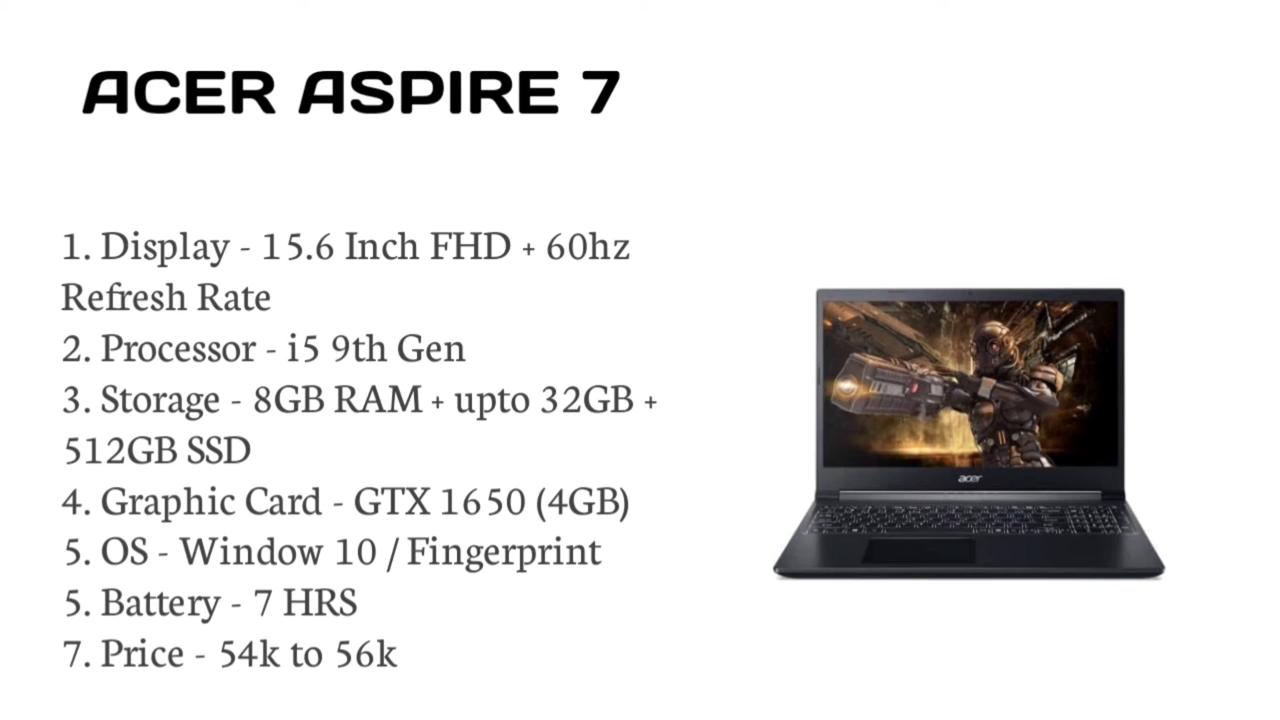 ACER ASPIRE 7
1. Display - 15.6 Inch FHD + 60hz
Refresh Rate
2. Processor - i5 9th Gen
3. Storage - 8GB RAM + upto 32GB +
512GB SSD
4. Graphic Card - GTX 1650 (4GB)
5. OS - Window 10 / Fingerprint
5. Battery - 7 HRS
7. Price - 54k to 56k
acer